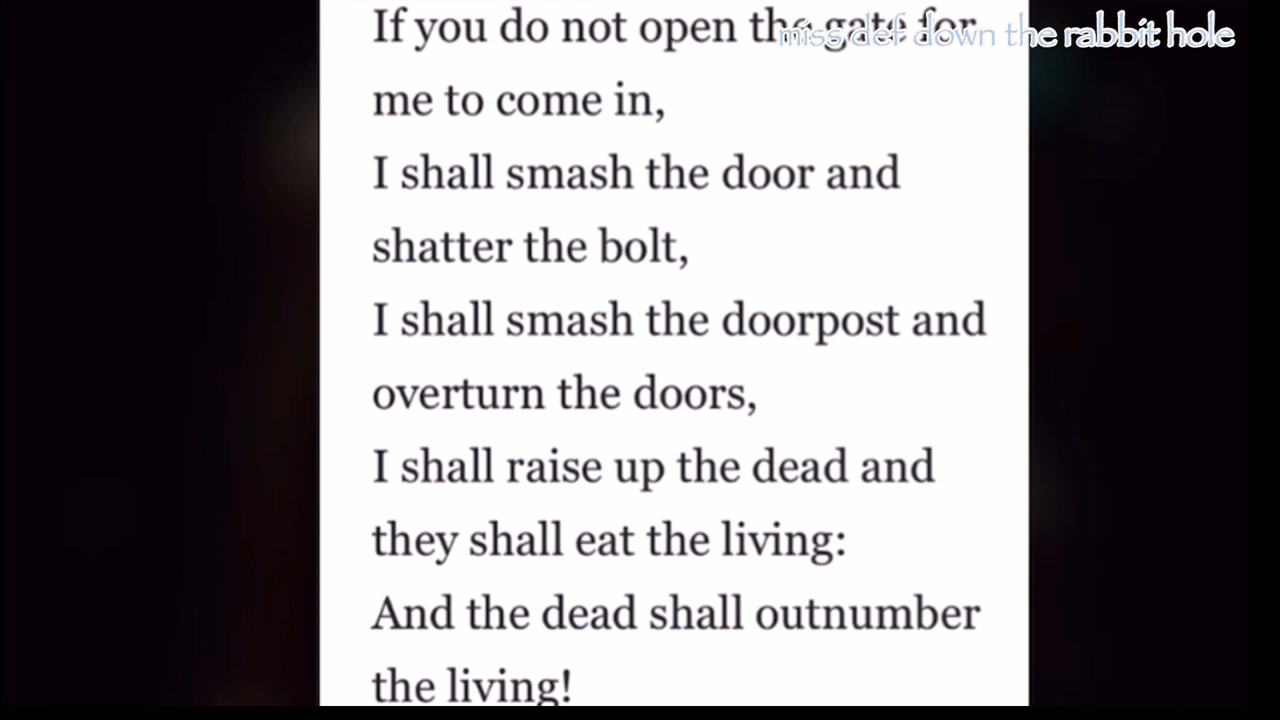 If you do not open the gate for
miss def down the rabbit hole
me to come in,
I shall smash the door and
shatter the bolt,
I shall smash the doorpost and
overturn the doors,
I shall raise up the dead and
they shall eat the living:
And the dead shall outnumber
the living!